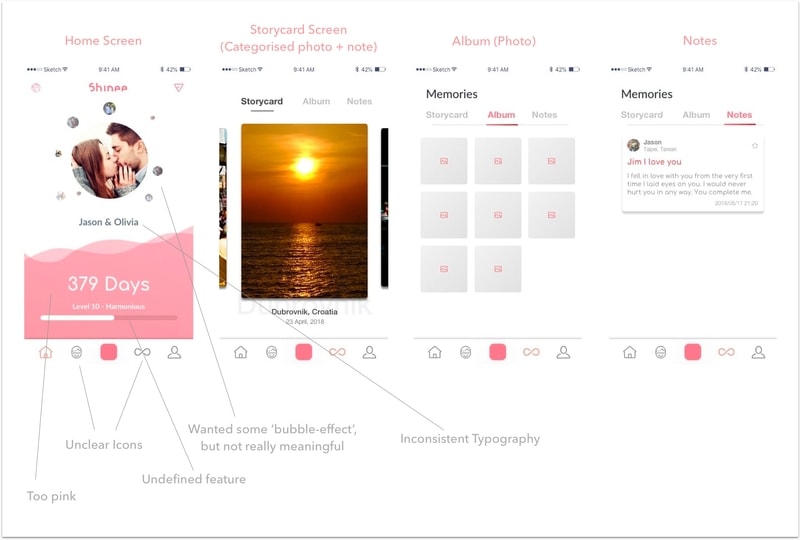 Home Screen
Storycard Screen
(Categorised photo + note)
Album (Photo)
Notes
Sketch
9:41 AM
42%
Sketch
9:41 AM
42%
Sketch
9:41 AM
42%
Sketch
9:41 AM
42%
Jason & Olivia
379 Days
Level 10 - Harmonious
Storycard
Album
Notes
Dubrovnik
Dubrovnik, Croatia
23 April, 2018
Memories
Storycard
Album
Notes
Memories
Storycard
Album
Notes
Jason
Taipei, Taiwan
Jim I love you
I fell in love with you from the very first
time I laid eyes on you. I would never
hurt you in any way. You complete me.
2018/05/17 21:20
Unclear Icons
Wanted some 'bubble-effect',
but not really meaningful
Inconsistent Typography
Undefined feature
Too pink